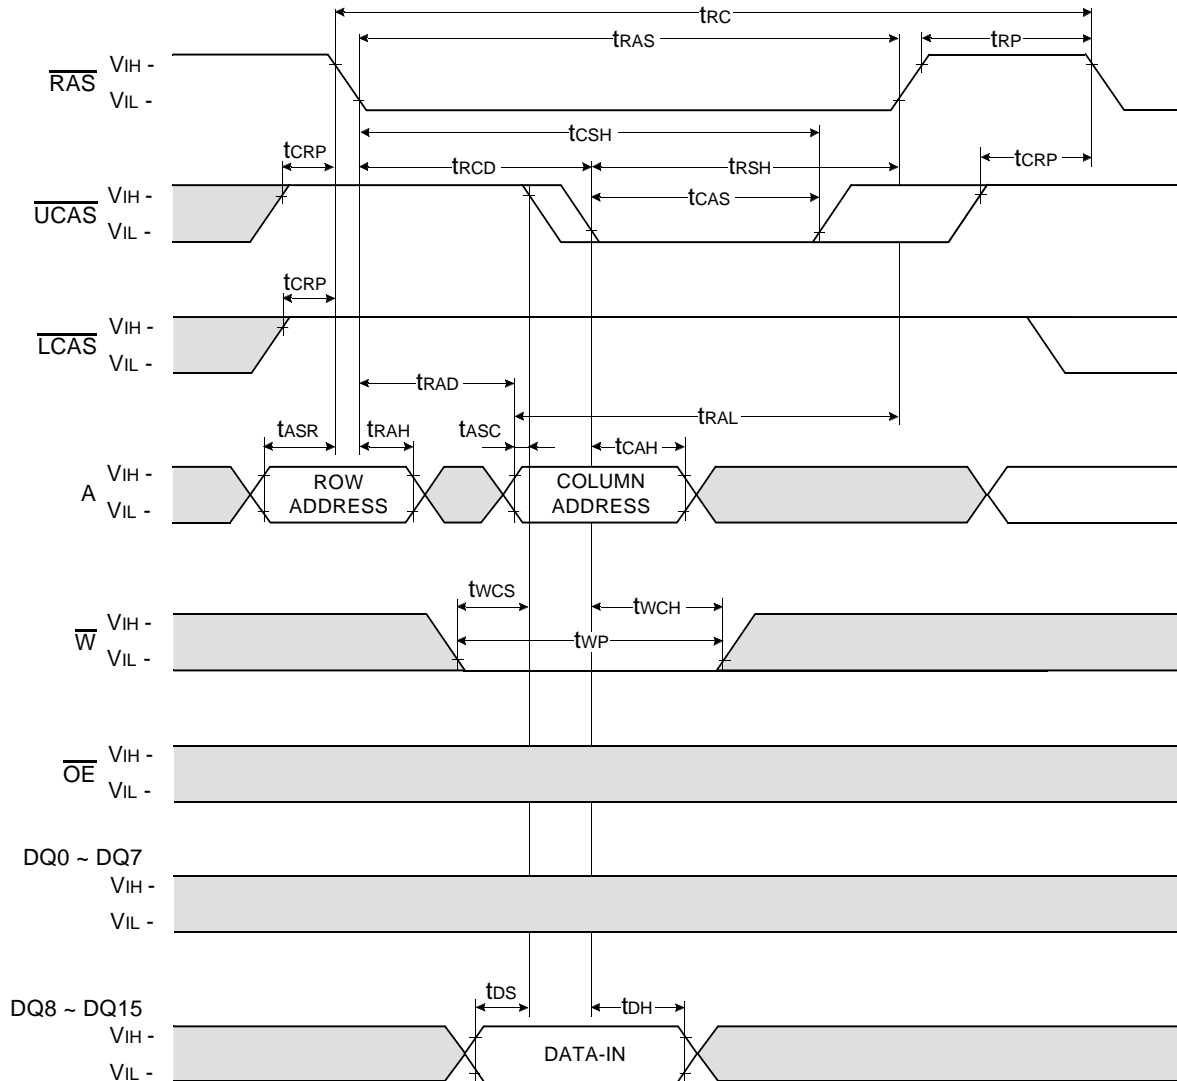 tRC
tRAS
tRP
RAS
VIH -
VIL -
tCSH
tCRP
tRCD
tRSH
tCRP
tCAS
UCAS
VIH -
VIL -
tCRP
LCAS
VIH -
VIL -
tRAD
tRAL
tASR
tRAH
tASC
tCAH
A
VIH -
VIL -
ROW
ADDRESS
COLUMN
ADDRESS
tWCS
tWCH
tWP
W
VIH -
VIL -
OE
VIH -
VIL -
DQ0 ~ DQ7
VIH -
VIL -
tDS
tDH
DQ8 ~ DQ15
VIH -
VIL -
DATA-IN